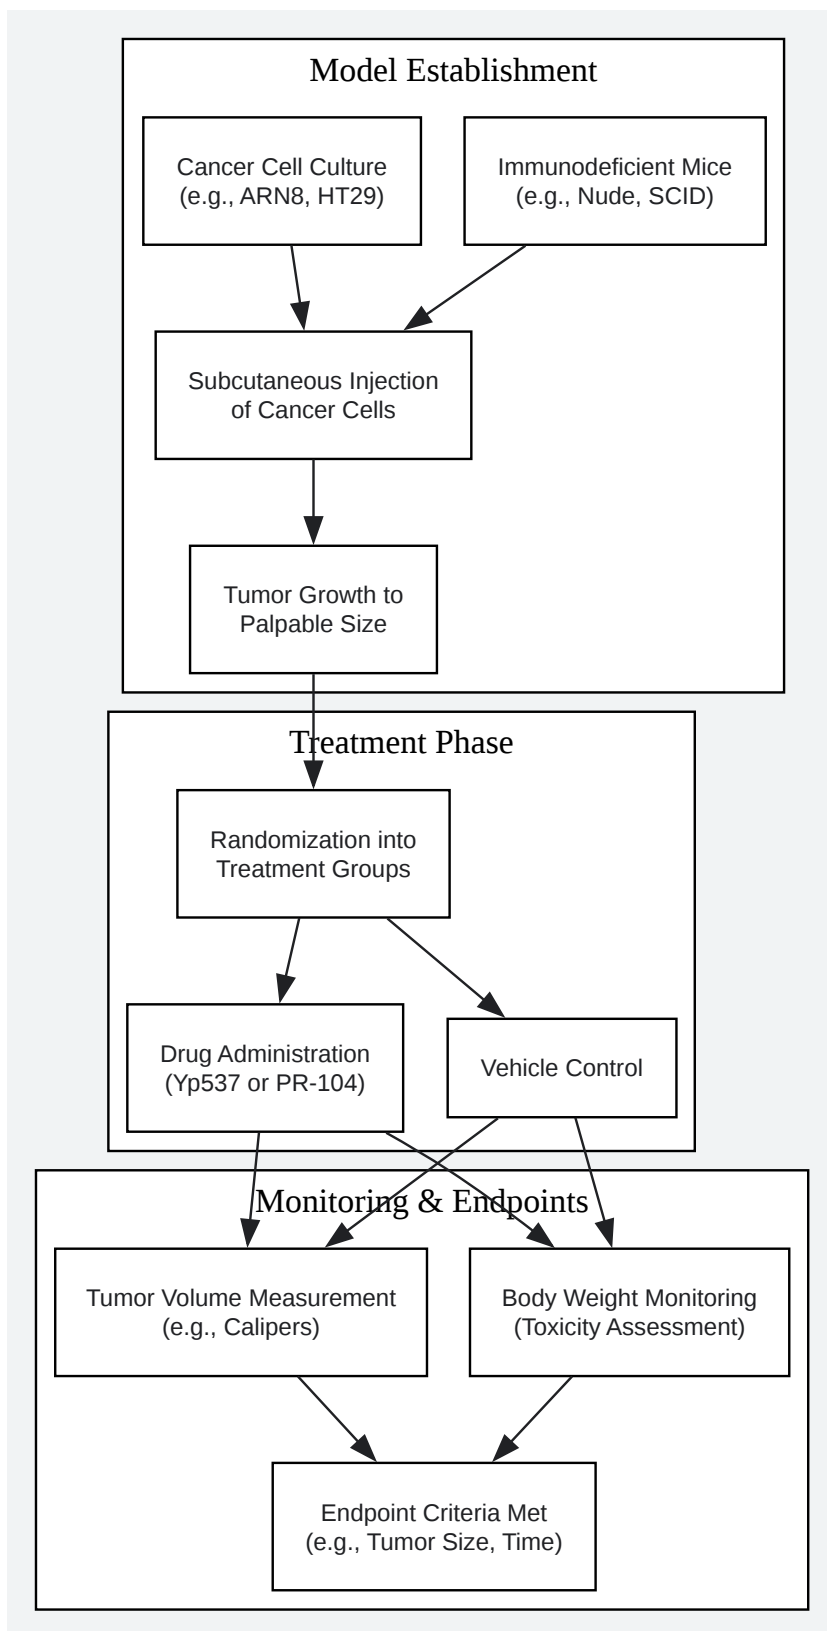 Model Establishment
Cancer Cell Culture
(e.g., ARN8, HT29)
Immunodeficient Mice
(e.g., Nude, SCID)
Subcutaneous Injection
of Cancer Cells
Tumor Growth to
Palpable Size
Treatment Phase
Randomization into
Treatment Groups
Drug Administration
(Yp537 or PR-104)
Vehicle Control
Monitoring & Endpoints
Tumor Volume Measurement
(e.g., Calipers)
Body Weight Monitoring
(Toxicity Assessment)
Endpoint Criteria Met
(e.g., Tumor Size, Time)